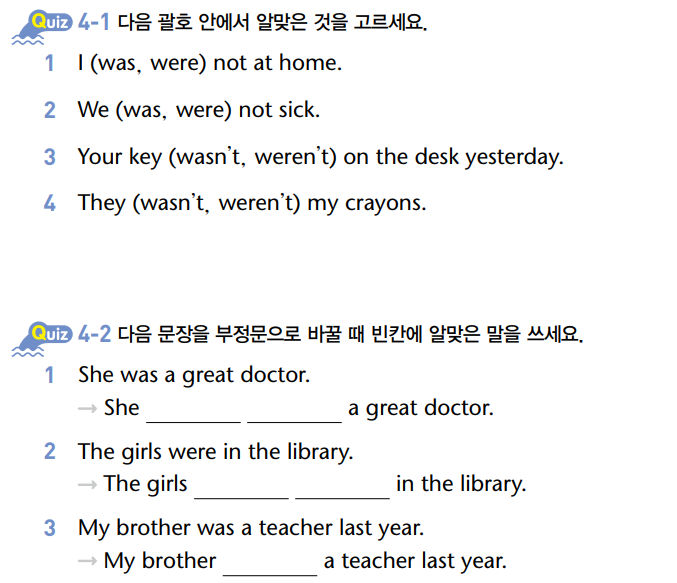 Quiz 4-1 다음 괄호 안에서 알맞은 것을 고르세요.
1 I (was, were) not at home.
2 We (was, were) not sick.
3 Your key (wasn't, weren't) on the desk yesterday.
4 They (wasn't, weren't) my crayons.
Quiz 4-2 다음 문장을 부정문으로 바꿀 때 빈칸에 알맞은 말을 쓰세요.
1 She was a great doctor.
→ She ________ ________ a great doctor.
2 The girls were in the library.
→ The girls ________ ________ in the library.
3 My brother was a teacher last year.
→ My brother ________ a teacher last year.